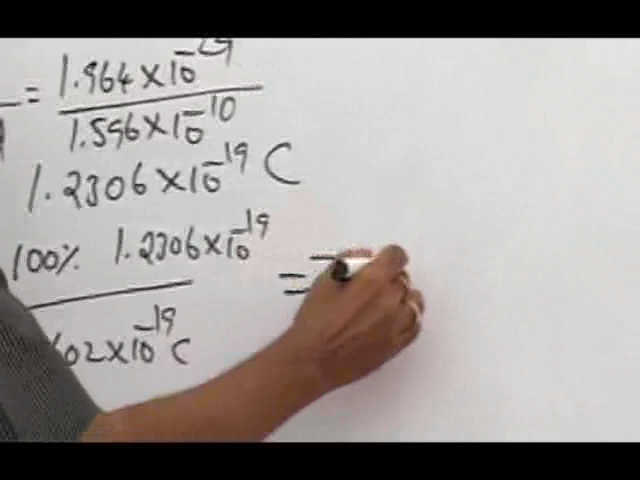 = 1.964×10⁻²⁹
1.596×10⁻¹⁰
1.2306×10⁻¹⁹ C
100% 1.2306×10⁻¹⁹ =
602×10⁻¹⁹ C